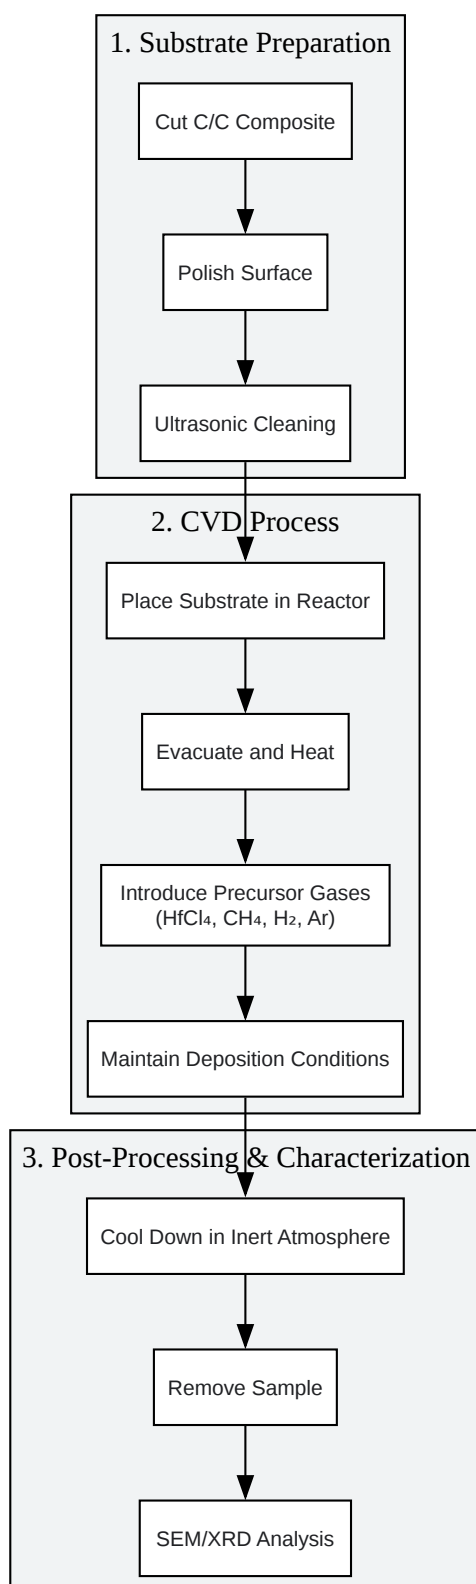 1. Substrate Preparation
Cut C/C Composite
Polish Surface
Ultrasonic Cleaning
2. CVD Process
Place Substrate in Reactor
Evacuate and Heat
Introduce Precursor Gases
(HfCl₄, CH₄, H₂, Ar)
Maintain Deposition Conditions
3. Post-Processing & Characterization
Cool Down in Inert Atmosphere
Remove Sample
SEM/XRD Analysis